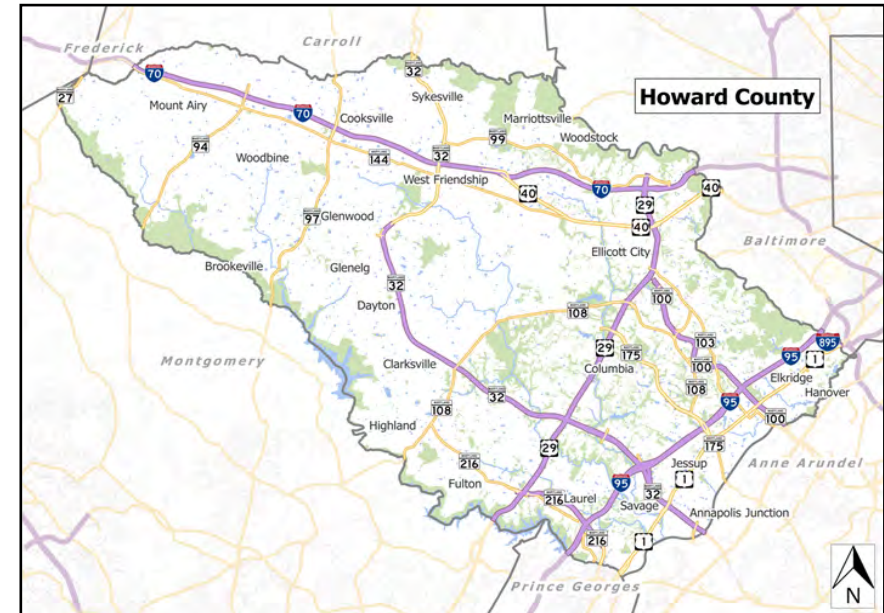 Frederick
Carroll
Howard County
70
32
27
Mount Airy
Sykesville
Marriottsville
70
Cooksville
Woodstock
94
99
Woodbine
144
32
West Friendship
40
70
40
29
97
Glenwood
40
Ellicott City
Baltimore
Brookeville
Glenelg
32
100
Dayton
108
103
895
Montgomery
29
175
95
1
Clarksville
Columbia
100
Elkridge
32
108
95
Hanover
108
100
Highland
29
175
216
Jessup
Anne Arundel
Fulton
95
1
216
Laurel
32
Savage
Annapolis Junction
216
1
Prince Georges
N